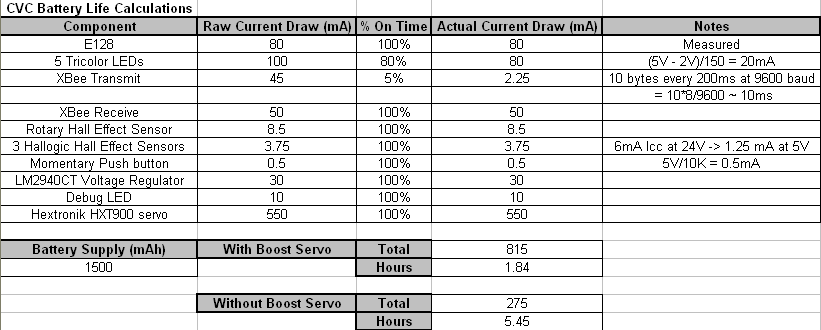 CVC Battery Life Calculations
Component Raw Current Draw (mA) % On Time Actual Current Draw (mA) Notes
E128 80 100% 80 Measured
5 Tricolor LEDs 100 80% 80 (5V - 2V)/150 = 20mA
XBee Transmit 45 5% 2.25 10 bytes every 200ms at 9600 baud
= 10*8/9600 ~ 10ms
XBee Receive 50 100% 50
Rotary Hall Effect Sensor 8.5 100% 8.5
3 Hallogic Hall Effect Sensors 3.75 100% 3.75 6mA Icc at 24V -> 1.25 mA at 5V
Momentary Push button 0.5 100% 0.5 5V/10K = 0.5mA
LM2940CT Voltage Regulator 30 100% 30
Debug LED 10 100% 10
Hextronik HXT900 servo 550 100% 550
Battery Supply (mAh) With Boost Servo Total 815
1500 Hours 1.84
Without Boost Servo Total 275
Hours 5.45